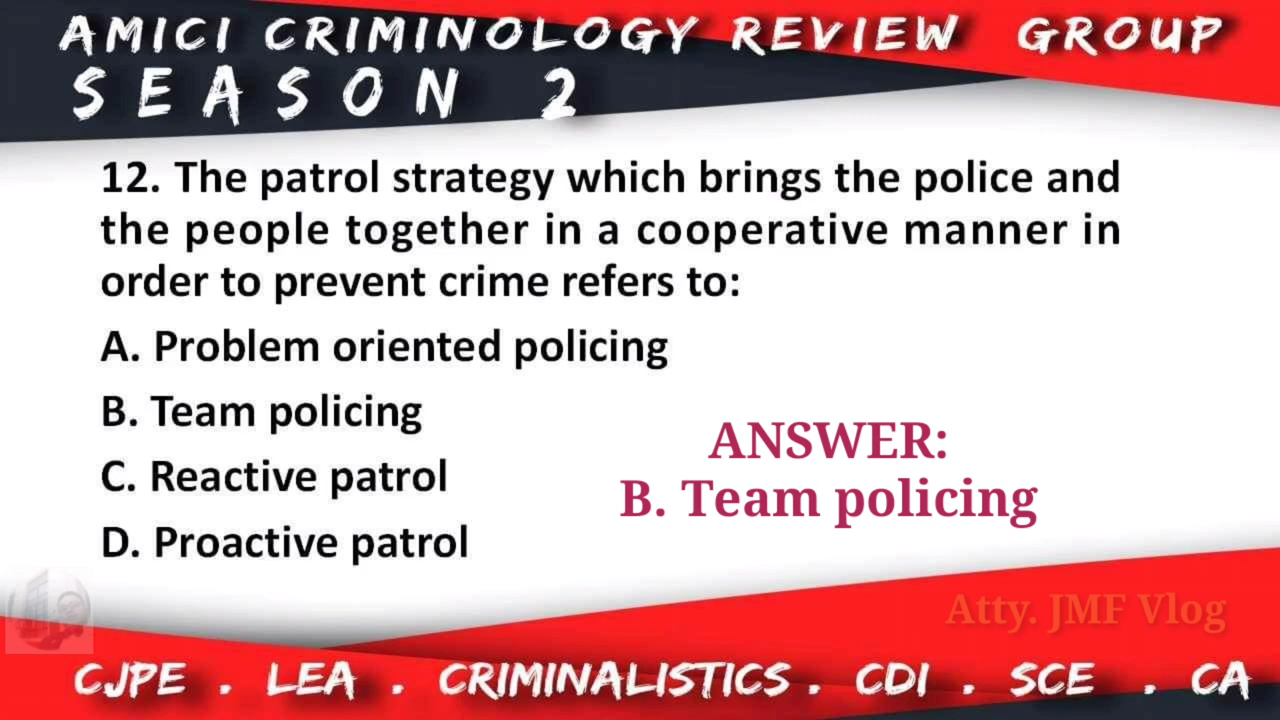 AMICI CRIMINOLOGY REVIEW GROUP
SEASON 2
12. The patrol strategy which brings the police and
the people together in a cooperative manner in
order to prevent crime refers to:
A. Problem oriented policing
B. Team policing
C. Reactive patrol
D. Proactive patrol
ANSWER:
B. Team policing
Atty. JMF Vlog
CJPE . LEA . CRIMINALISTICS . CDI . SCE . CA